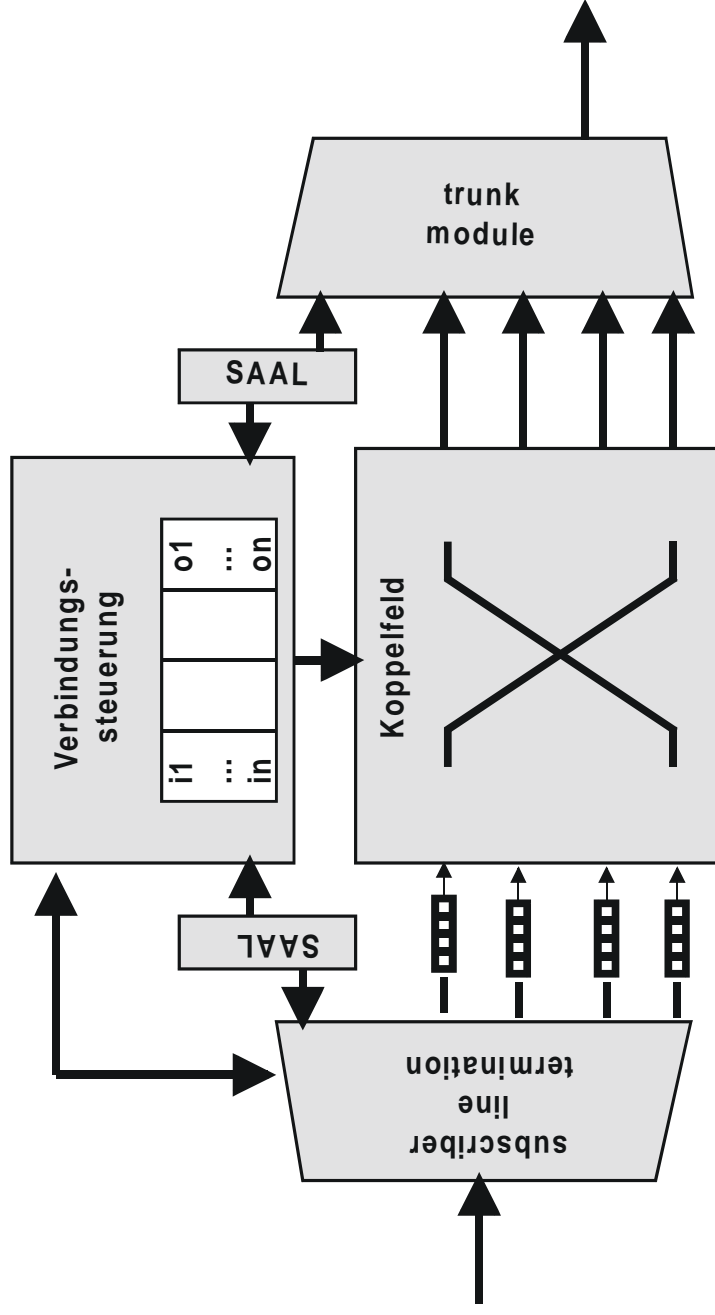 trunk
module
SAAL
Verbindungs-
steuerung
i1 o1
... ...
in on
Koppelfeld
SAAL
subscriber
line
termination